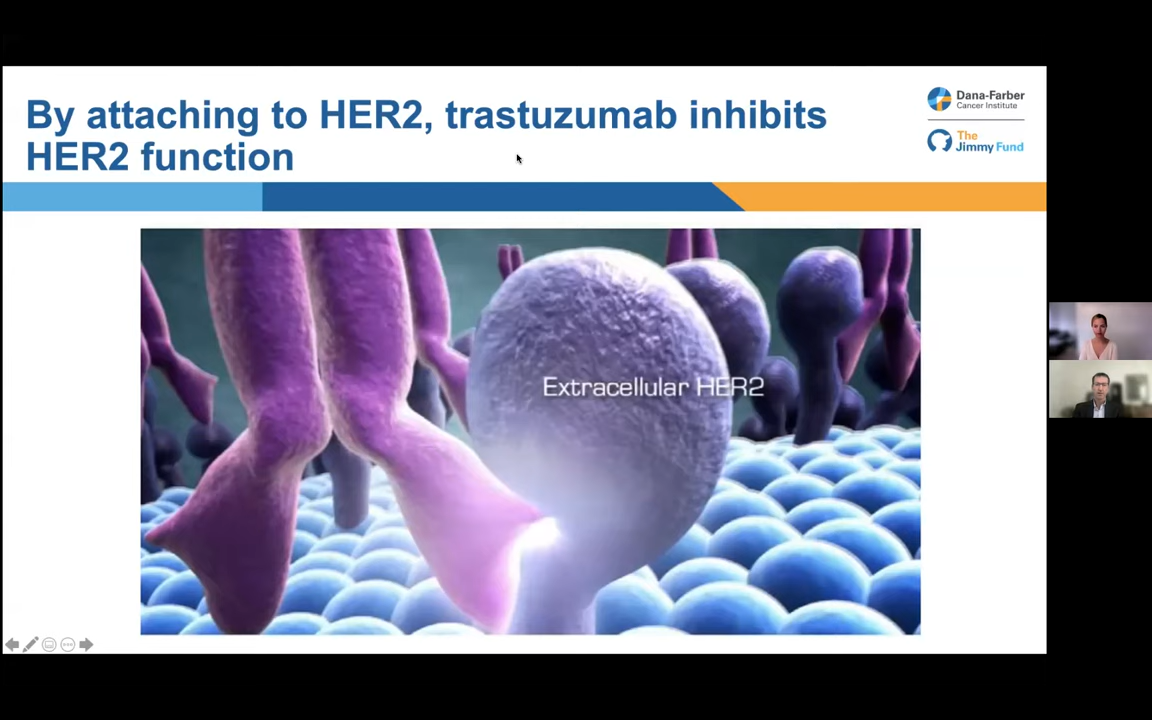 By attaching to HER2, trastuzumab inhibits
HER2 function
Dana-Farber
Cancer Institute
The
Jimmy Fund
Extracellular HER2